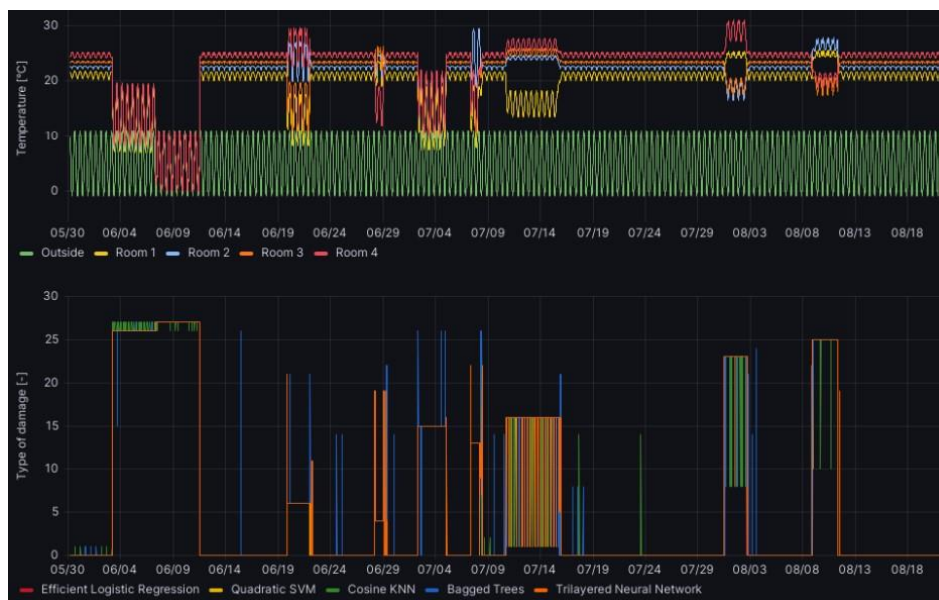 30
20
10
0
Temperature [°C]
05/30 06/04 06/09 06/14 06/19 06/24 06/29 07/04 07/09 07/14 07/19 07/24 07/29 08/03 08/08 08/13 08/18
Outside Room 1 Room 2 Room 3 Room 4
30
25
20
15
10
5
0
Type of damage [-]
05/30 06/04 06/09 06/14 06/19 06/24 06/29 07/04 07/09 07/14 07/19 07/24 07/29 08/03 08/08 08/13 08/18
Efficient Logistic Regression Quadratic SVM Cosine KNN Bagged Trees Trilayered Neural Network